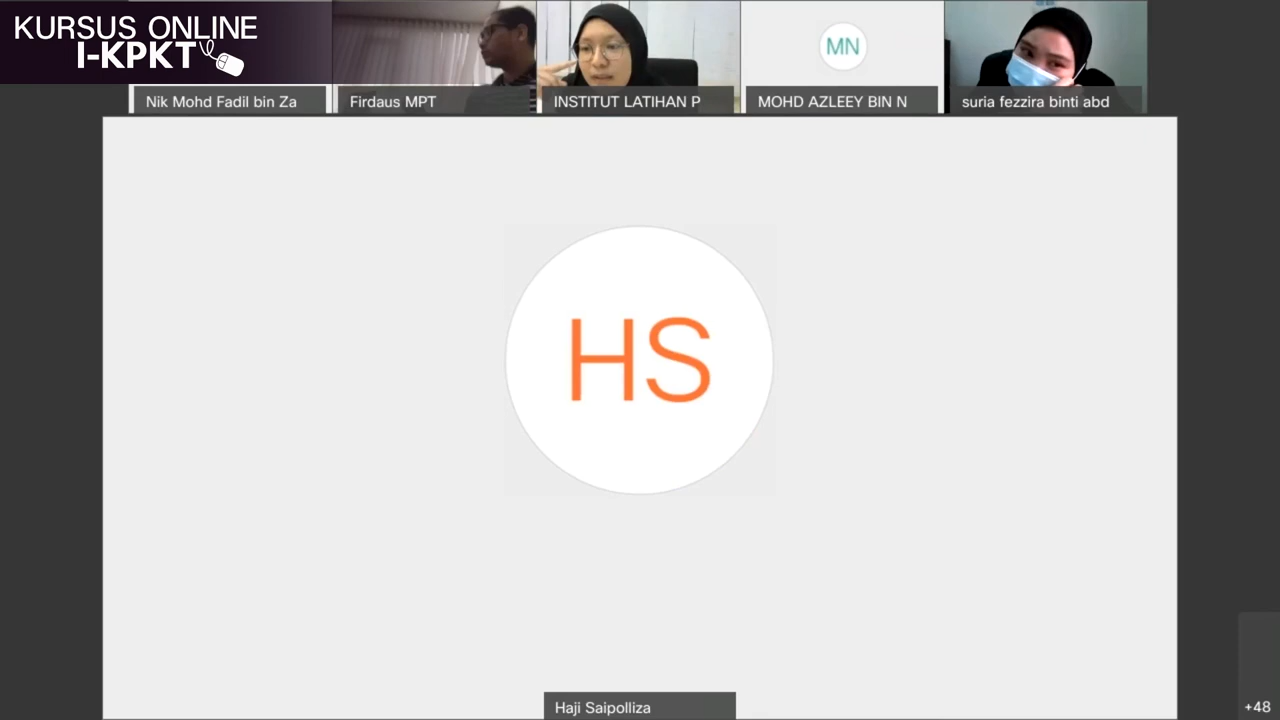 KURSUS ONLINE
I-KPKT
MN
Nik Mohd Fadil bin Za
Firdaus MPT
INSTITUT LATIHAN P
MOHD AZLEEY BIN N
suria fezzira binti abd
HS
Haji Saipolliza
+48